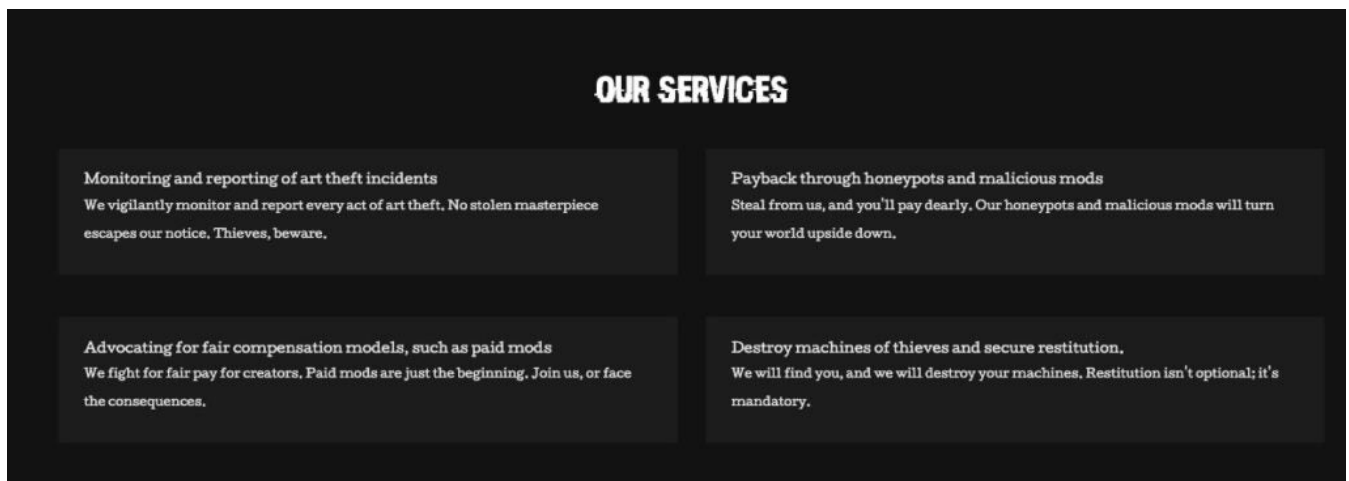 OUR SERVICES
Monitoring and reporting of art theft incidents
We vigilantly monitor and report every act of art theft. No stolen masterpiece
escapes our notice. Thieves, beware.
Payback through honeypots and malicious mods
Steal from us, and you'll pay dearly. Our honeypots and malicious mods will turn
your world upside down.
Advocating for fair compensation models, such as paid mods
We fight for fair pay for creators. Paid mods are just the beginning. Join us, or face
the consequences.
Destroy machines of thieves and secure restitution.
We will find you, and we will destroy your machines. Restitution isn't optional; it's
mandatory.